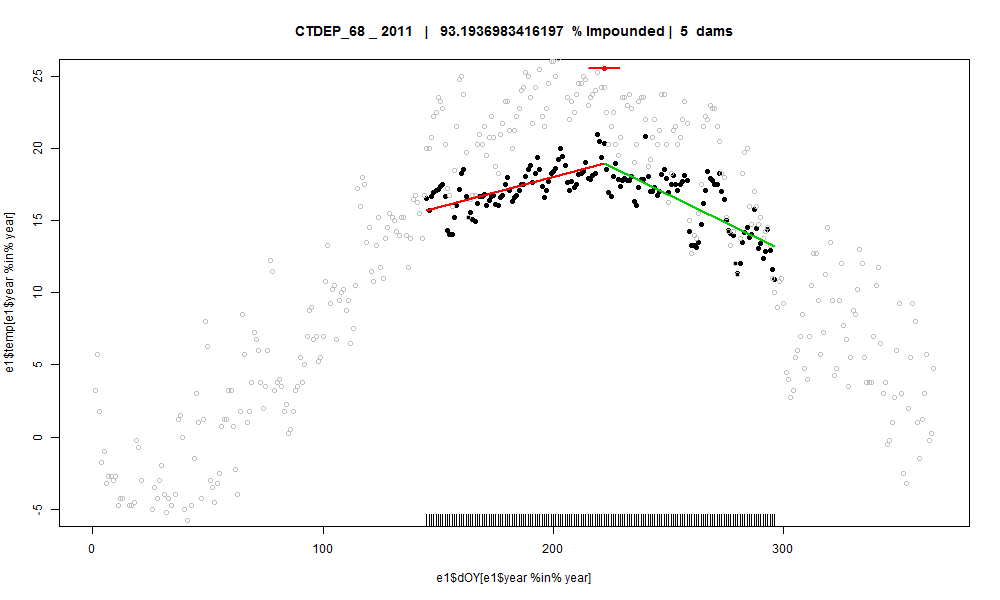 CTDEP_68 _ 2011 | 93.1936983416197 % Impounded | 5 dams
25
20
15
10
5
0
-5
e1$temp[e1$year %in% year]
0 100 200 300
e1$dOY[e1$year %in% year]